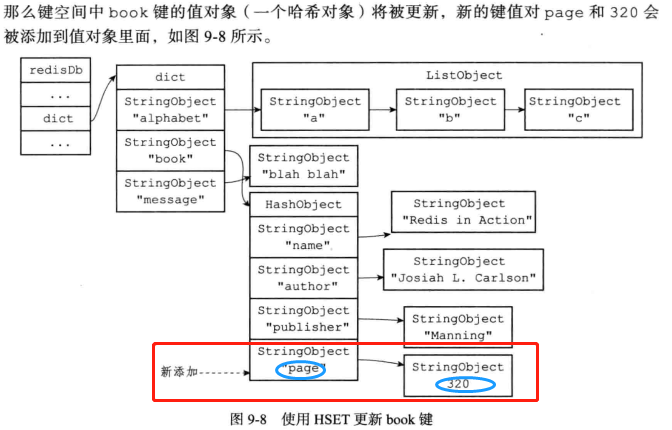 那么键空间中 book 键的值对象（一个哈希对象）将被更新，新的键值对 page 和 320 会
被添加到值对象里面，如图 9-8 所示。
redisDb
...
dict
...
dict
StringObject
"alphabet"
StringObject
"book"
StringObject
"message"
ListObject
StringObject
"a"
StringObject
"b"
StringObject
"c"
StringObject
"blah blah"
HashObject
StringObject
"name"
StringObject
"Redis in Action"
StringObject
"author"
StringObject
"Josiah L. Carlson"
StringObject
"publisher"
StringObject
"Manning"
新添加
StringObject
"page"
StringObject
320
图 9-8 使用 HSET 更新 book 键